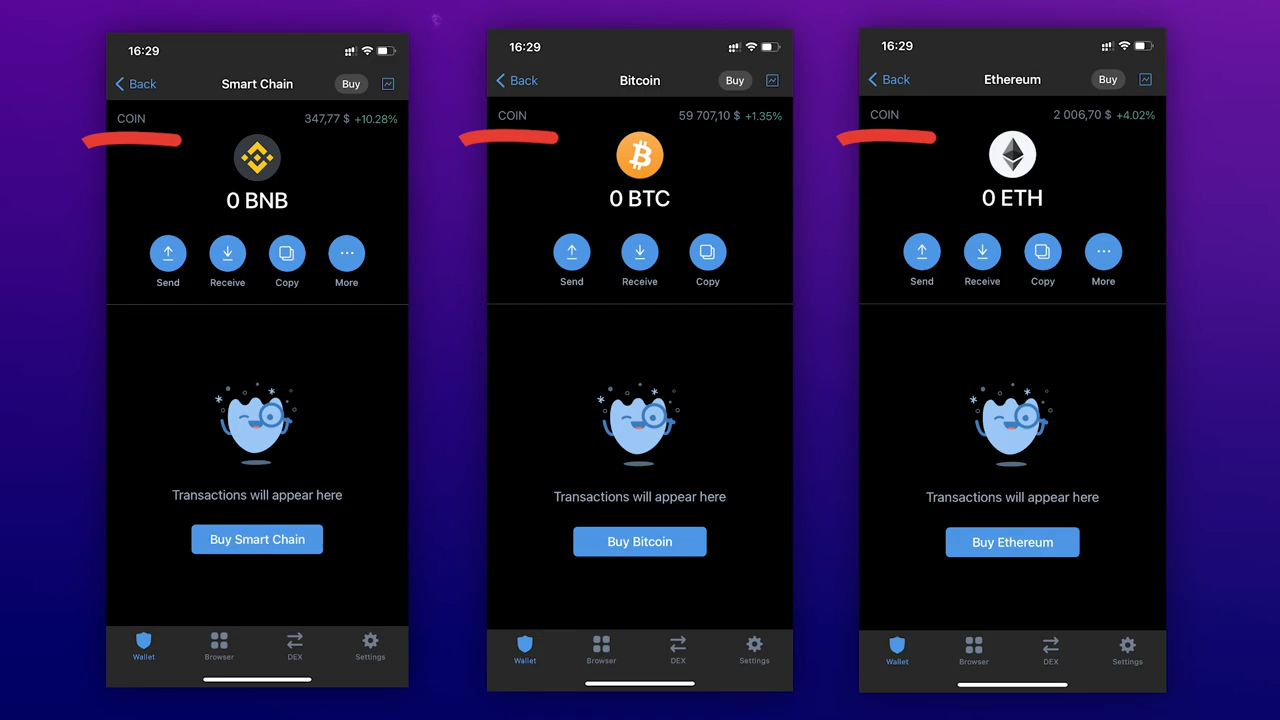 16:29
Back
Smart Chain
Buy
COIN
347,77 $ +10.28%
0 BNB
Send
Receive
Copy
More
Transactions will appear here
Buy Smart Chain
Wallet
Browser
DEX
Settings
16:29
Back
Bitcoin
Buy
COIN
59 707,10 $ +1.35%
0 BTC
Send
Receive
Copy
Transactions will appear here
Buy Bitcoin
Wallet
Browser
DEX
Settings
16:29
Back
Ethereum
Buy
COIN
2 006,70 $ +4.02%
0 ETH
Send
Receive
Copy
More
Transactions will appear here
Buy Ethereum
Wallet
Browser
DEX
Settings